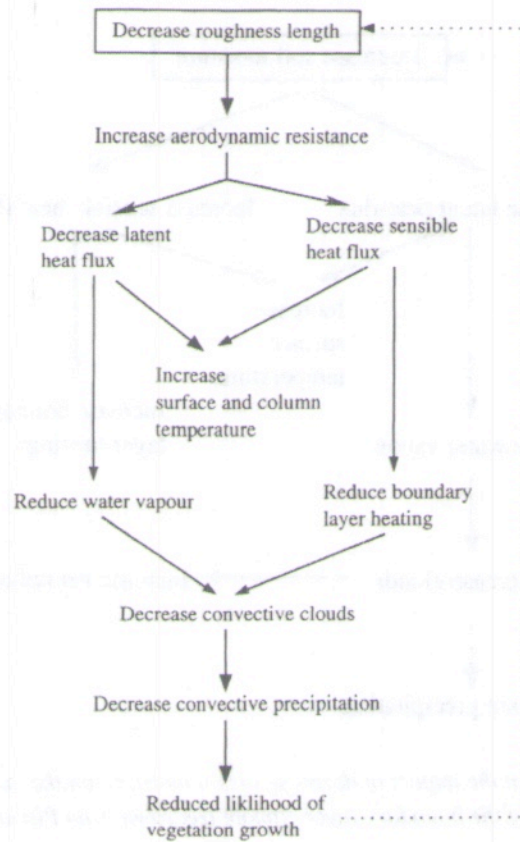 Decrease roughness length
Increase aerodynamic resistance
Decrease latent
heat flux
Decrease sensible
heat flux
Increase
surface and column
temperature
Reduce water vapour
Reduce boundary
layer heating
Decrease convective clouds
Decrease convective precipitation
Reduced liklihood of
vegetation growth